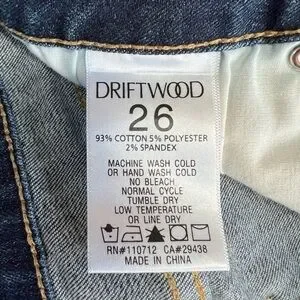 DRIFTWOOD
26
93% COTTON 5% POLYESTER
2% SPANDEX
MACHINE WASH COLD
OR HAND WASH COLD
NO BLEACH
NORMAL CYCLE
TUMBLE DRY
LOW TEMPERATURE
OR LINE DRY
RN#110712 CA#29438
MADE IN CHINA